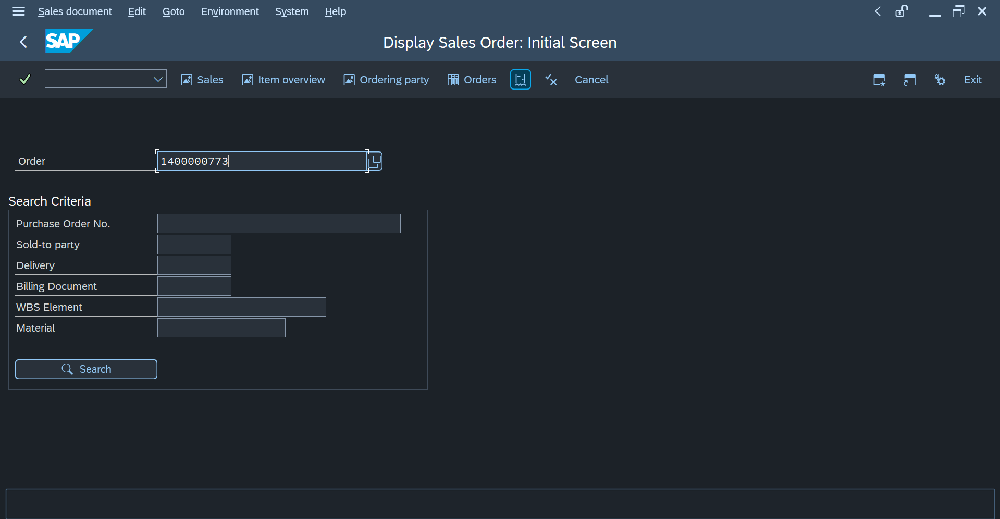 Sales document Edit Goto Environment System Help
SAP Display Sales Order: Initial Screen
Sales Item overview Ordering party Orders Cancel Exit
Order 1400000773
Search Criteria
Purchase Order No.
Sold-to party
Delivery
Billing Document
WBS Element
Material
Search